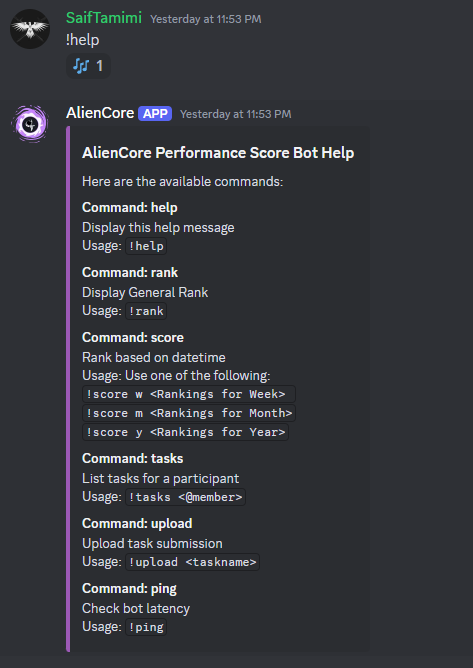 SaifTamimi Yesterday at 11:53 PM
!help
1
AlienCore APP Yesterday at 11:53 PM
AlienCore Performance Score Bot Help
Here are the available commands:
Command: help
Display this help message
Usage: !help
Command: rank
Display General Rank
Usage: !rank
Command: score
Rank based on datetime
Usage: Use one of the following:
!score w <Rankings for Week>
!score m <Rankings for Month>
!score y <Rankings for Year>
Command: tasks
List tasks for a participant
Usage: !tasks <@member>
Command: upload
Upload task submission
Usage: !upload <taskname>
Command: ping
Check bot latency
Usage: !ping